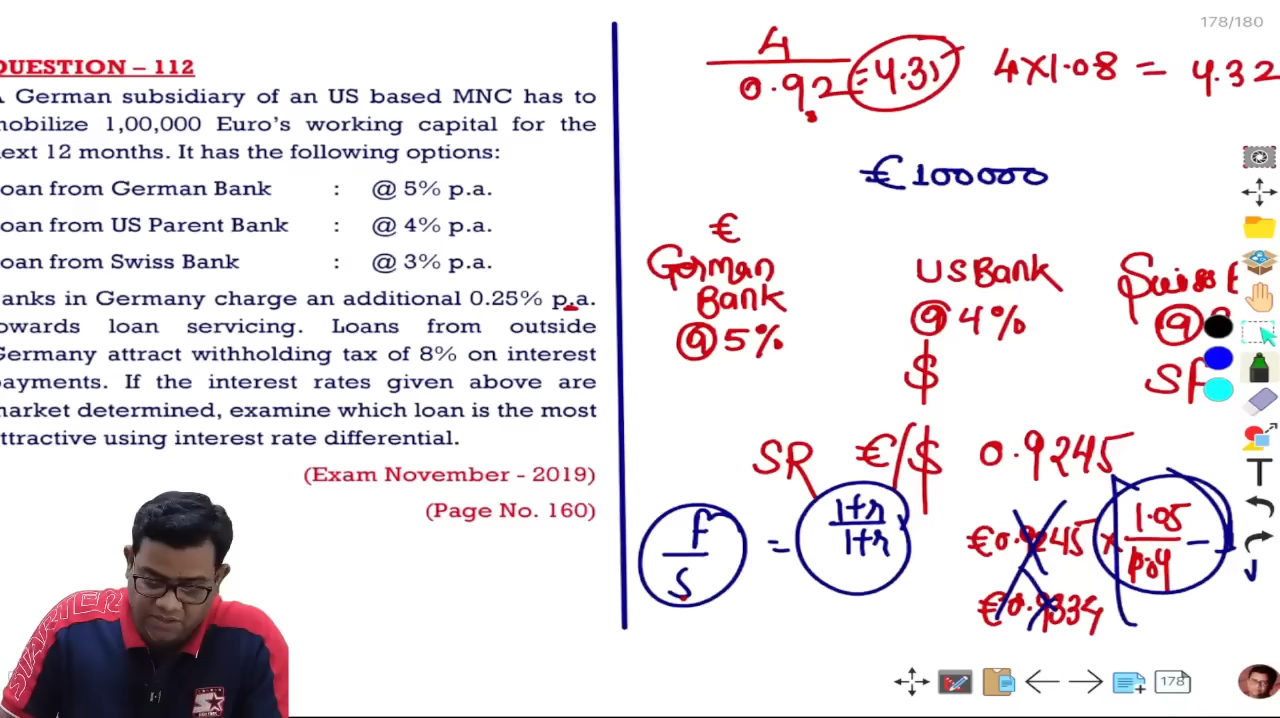 178/180
QUESTION – 112
A German subsidiary of an US based MNC has to
mobilize 1,00,000 Euro's working capital for the
next 12 months. It has the following options:
Loan from German Bank : @ 5% p.a.
Loan from US Parent Bank : @ 4% p.a.
Loan from Swiss Bank : @ 3% p.a.
Banks in Germany charge an additional 0.25% p.a.
towards loan servicing. Loans from outside
Germany attract withholding tax of 8% on interest
payments. If the interest rates given above are
market determined, examine which loan is the most
attractive using interest rate differential.
(Exam November - 2019)
(Page No. 160)
4
0.92 = 4.31 4×1.08 = 4.32
€100000
€
German
Bank
@5%
US Bank
@4%
$
Swiss
@
SF
SR €/$ 0.9245
F
S
=
1+r
1+r
€0.9245 × 1.05
1.04
€0.9334
STARTER
178